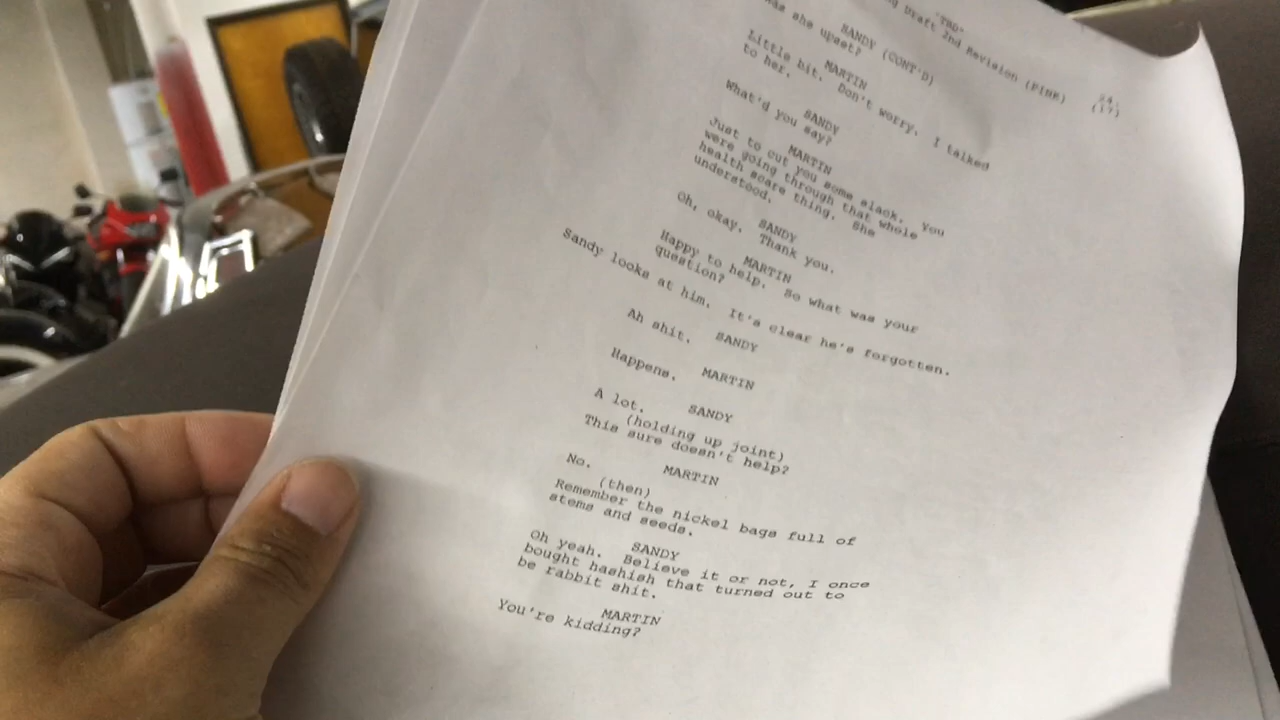 "TBD"
Draft 2nd Revision (PINK)
24.
(17)
SANDY (CONT'D)
was she upset?
MARTIN
Little bit. Don't worry. I talked
to her.
SANDY
What'd you say?
MARTIN
Just to cut you some slack. You
were going through that whole
health scare thing. She
understood.
SANDY
Oh, okay. Thank you.
MARTIN
Happy to help. So what was your
question?
Sandy looks at him. It's clear he's forgotten.
SANDY
Ah shit.
MARTIN
Happens.
SANDY
A lot.
(holding up joint)
This sure doesn't help?
MARTIN
No.
(then)
Remember the nickel bags full of
stems and seeds.
SANDY
Oh yeah. Believe it or not, I once
bought hashish that turned out to
be rabbit shit.
MARTIN
You're kidding?